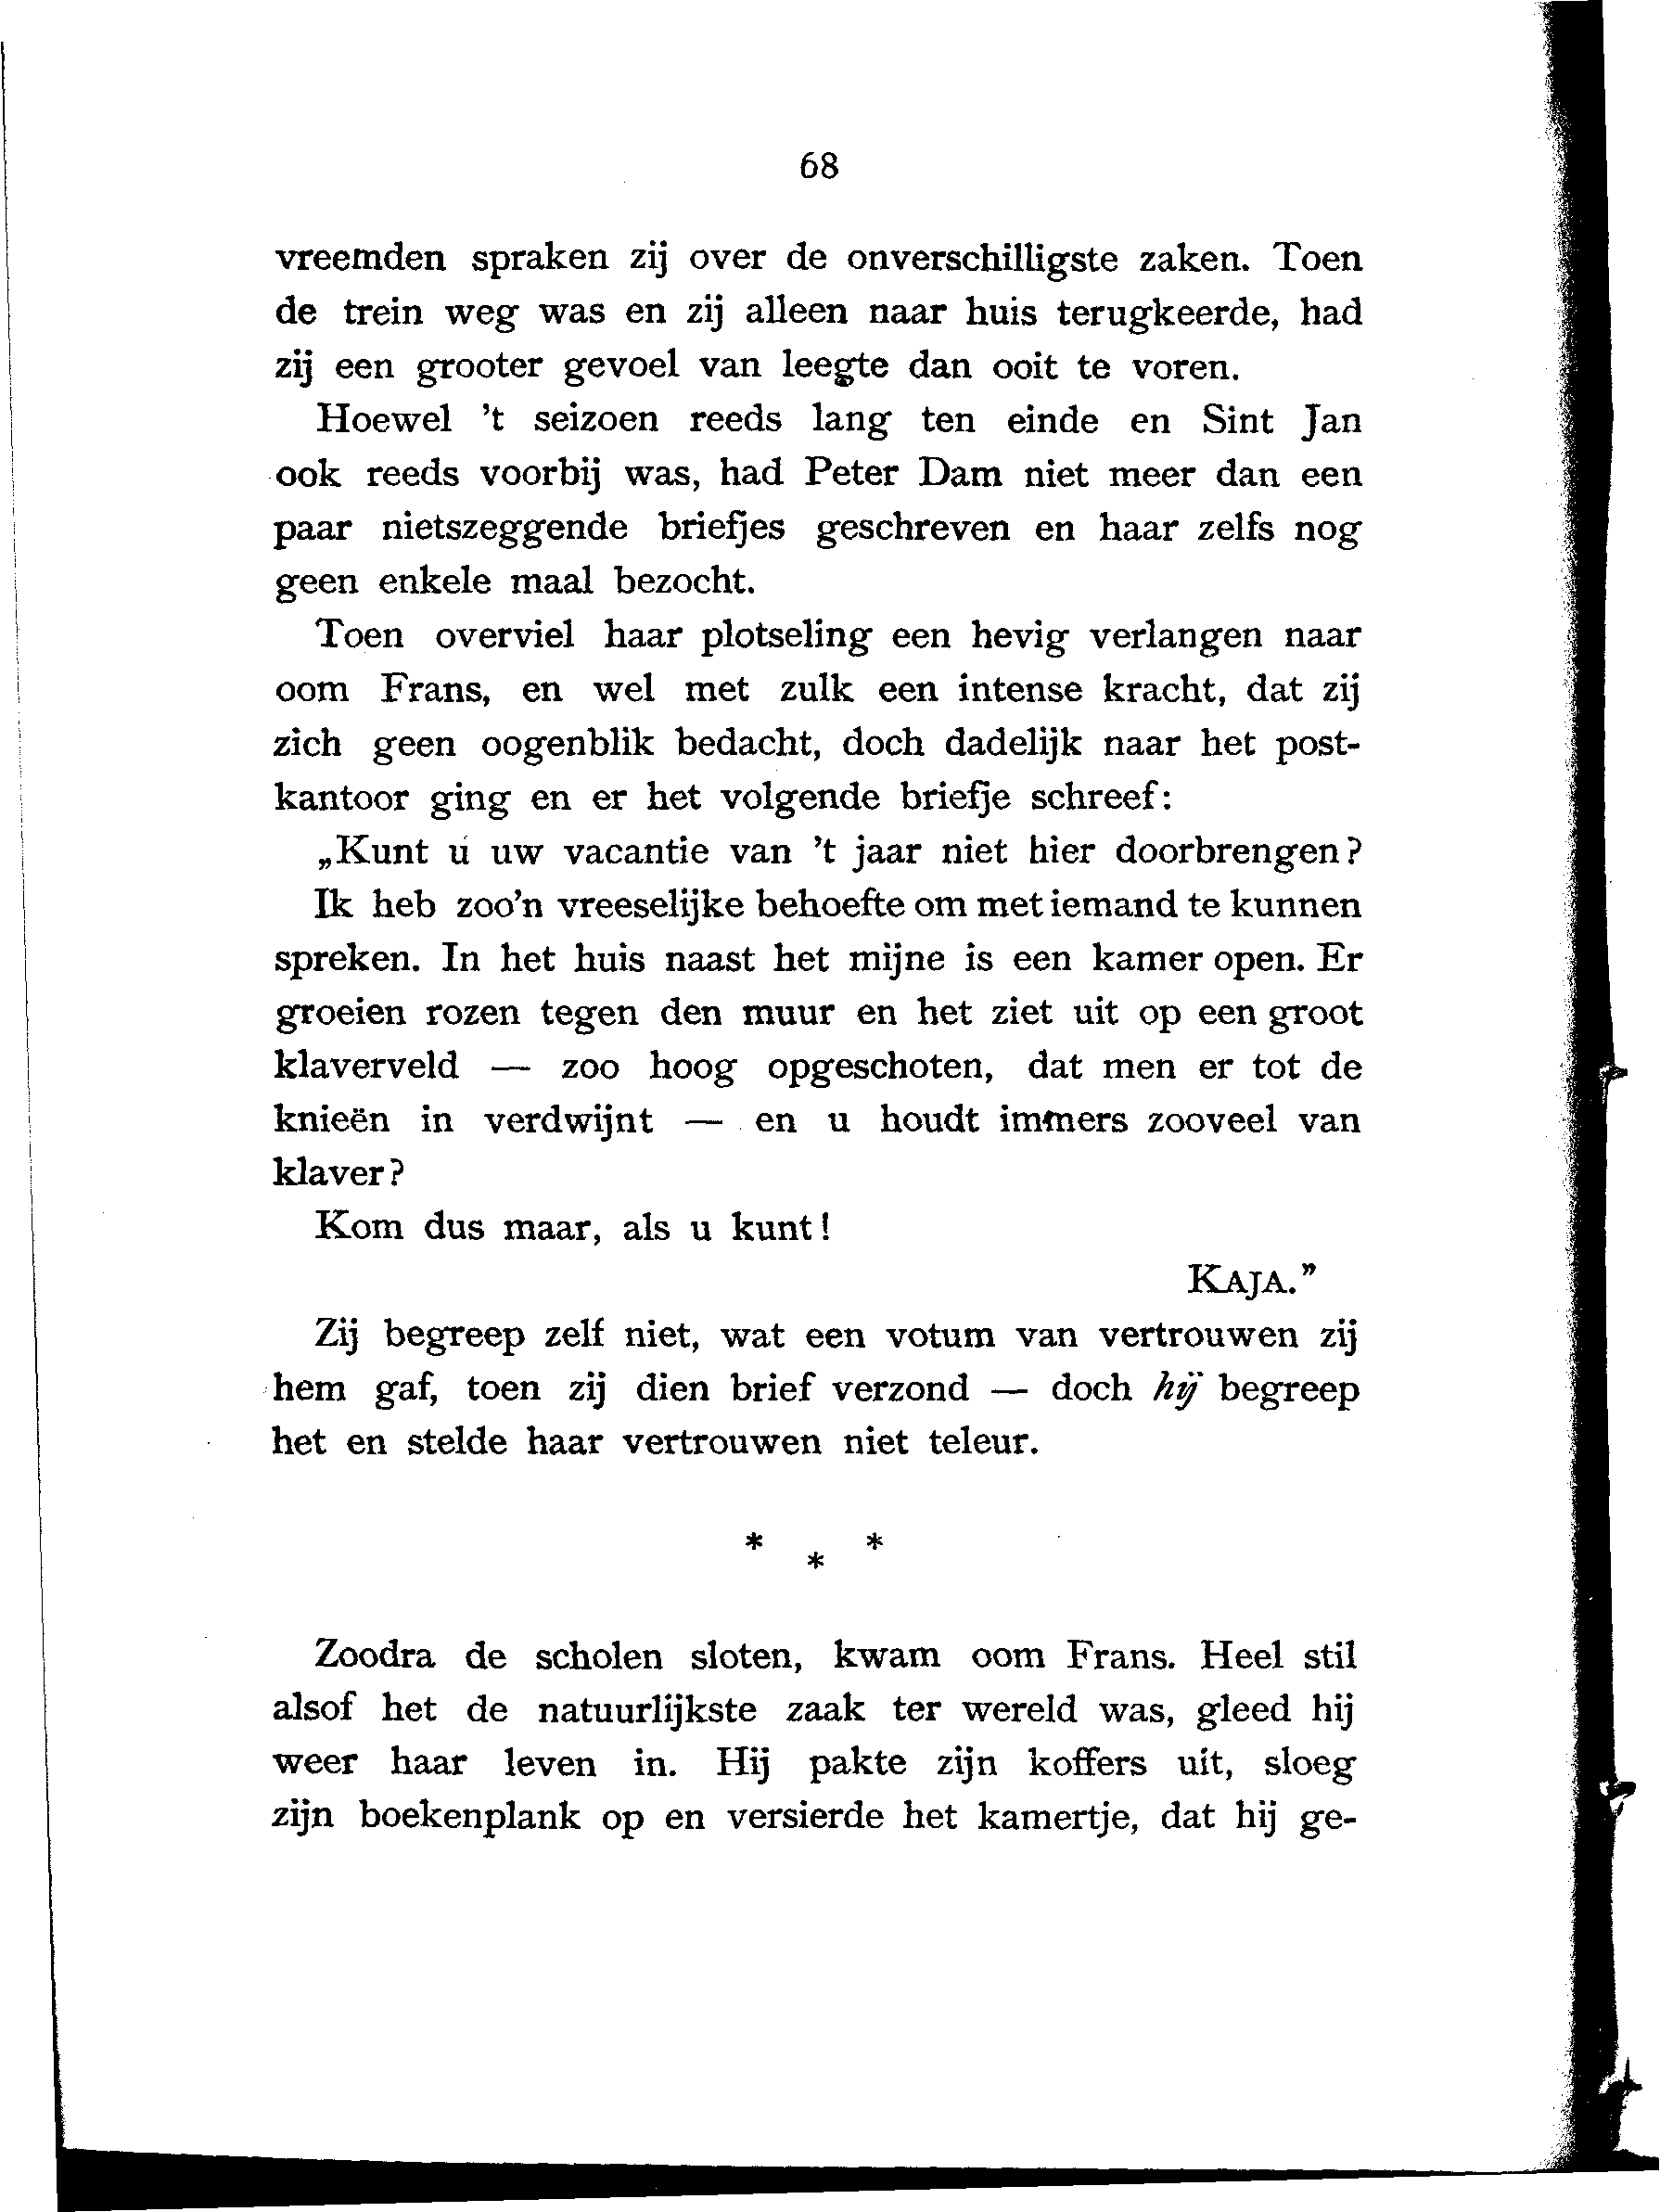 68
vreemden spraken zij over de onverschilligste zaken. Toen
de trein weg was en zij alleen naar huis terugkeerde, had
zij een grooter gevoel van leegte dan ooit te voren.
Hoewel 't seizoen reeds lang ten einde en Sint Jan
ook reeds voorbij was, had Peter Dam niet meer dan een
paar nietszeggende briefjes geschreven en haar zelfs nog
geen enkele maal bezocht.
Toen overviel haar plotseling een hevig verlangen naar
oom Frans, en wel met zulk een intense kracht, dat zij
zich geen oogenblik bedacht, doch dadelijk naar het post-
kantoor ging en er het volgende briefje schreef:
„Kunt u uw vacantie van 't jaar niet hier doorbrengen?
Ik heb zoo'n vreeselijke behoefte om met iemand te kunnen
spreken. In het huis naast het mijne is een kamer open. Er
groeien rozen tegen den muur en het ziet uit op een groot
klaverveld — zoo hoog opgeschoten, dat men er tot de
knieën in verdwijnt — en u houdt immers zooveel van
klaver?
Kom dus maar, als u kunt!
KAJA.”
Zij begreep zelf niet, wat een votum van vertrouwen zij
hem gaf, toen zij dien brief verzond — doch hij begreep
het en stelde haar vertrouwen niet teleur.
* * *
Zoodra de scholen sloten, kwam oom Frans. Heel stil
alsof het de natuurlijkste zaak ter wereld was, gleed hij
weer haar leven in. Hij pakte zijn koffers uit, sloeg
zijn boekenplank op en versierde het kamertje, dat hij ge-